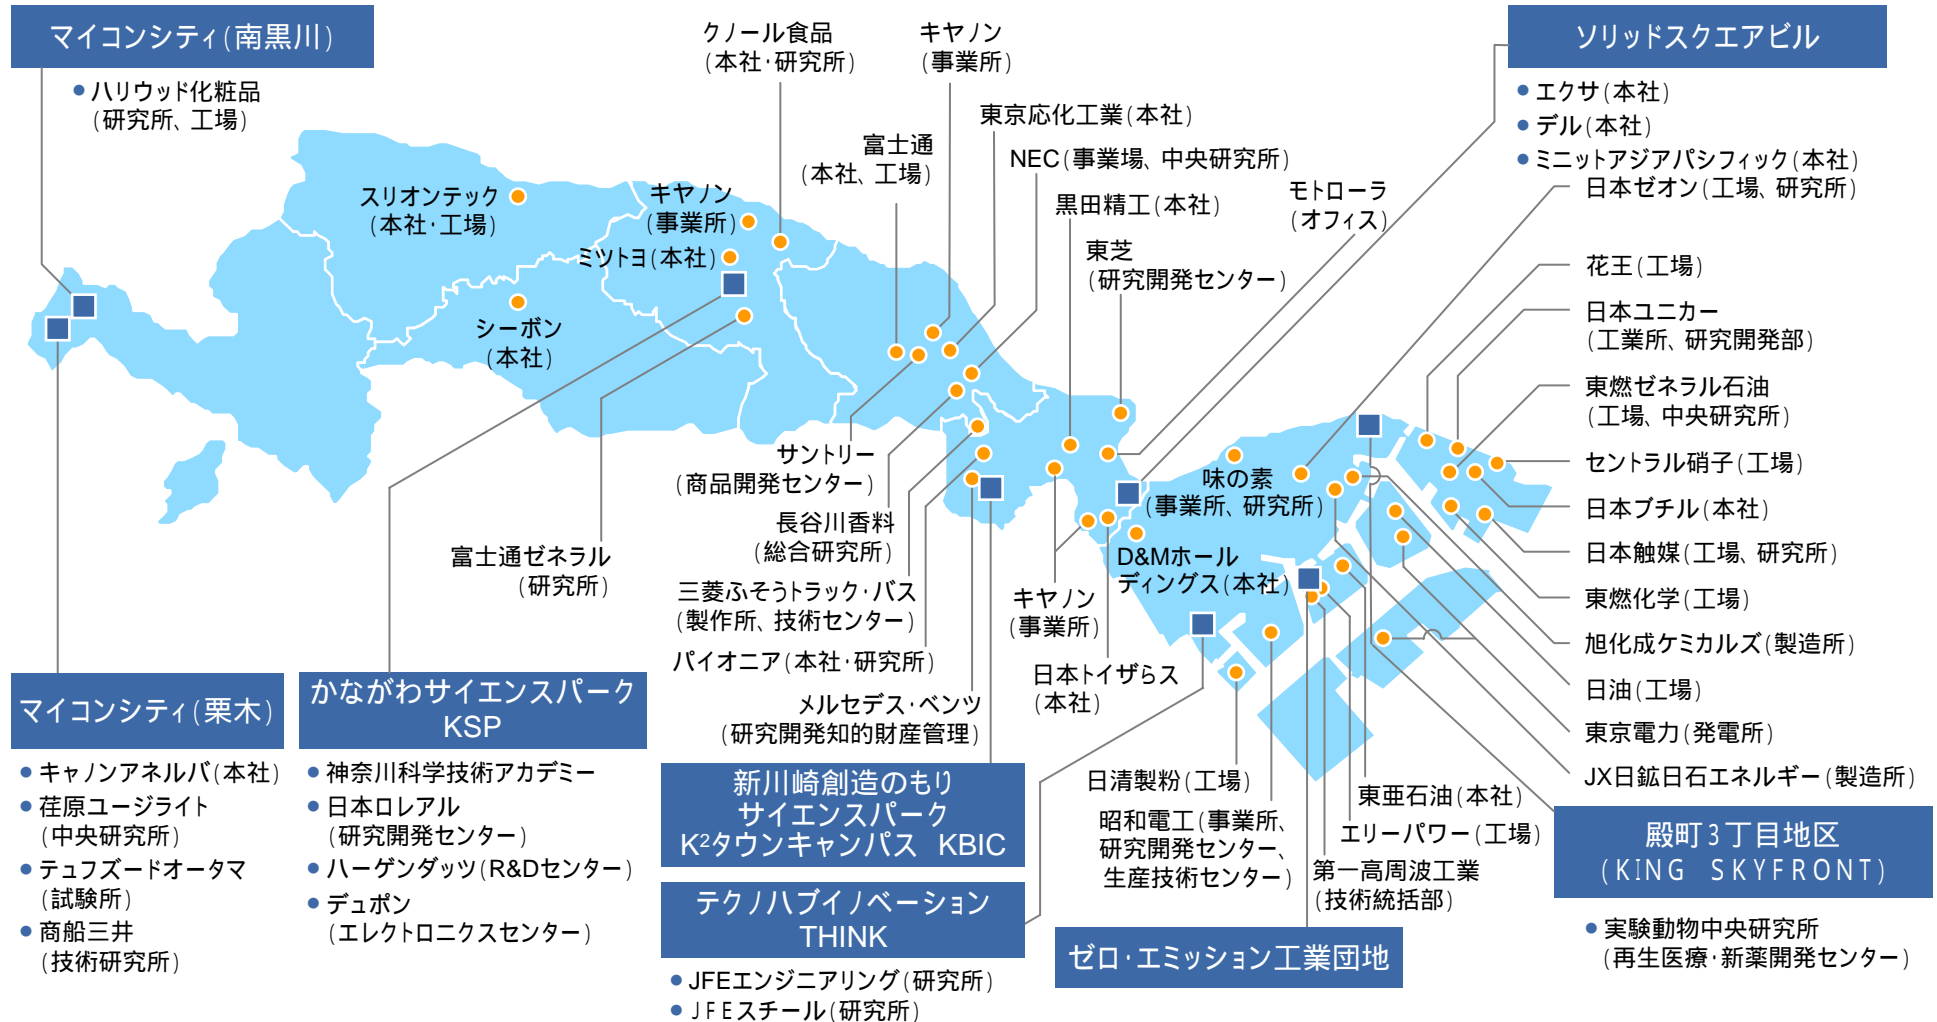 マイコンシティ(南黒川)
● ハリウッド化粧品
(研究所、工場)
クノール食品
(本社・研究所)
キヤノン
(事業所)
東京応化工業(本社)
富士通
(本社、工場)
NEC(事業場、中央研究所)
黒田精工(本社)
モトローラ
(オフィス)
東芝
(研究開発センター)
スリオンテック
(本社・工場)
キヤノン
(事業所)
ミツトヨ(本社)
シーボン
(本社)
ソリッドスクエアビル
● エクサ(本社)
● デル(本社)
● ミニットアジアパシフィック(本社)
日本ゼオン(工場、研究所)
花王(工場)
日本ユニカー
(工業所、研究開発部)
東燃ゼネラル石油
(工場、中央研究所)
セントラル硝子(工場)
日本ブチル(本社)
日本触媒(工場、研究所)
東燃化学(工場)
旭化成ケミカルズ(製造所)
日油(工場)
東京電力(発電所)
JX日鉱日石エネルギー(製造所)
サントリー
(商品開発センター)
長谷川香料
(総合研究所)
富士通ゼネラル
(研究所)
三菱ふそうトラック・バス
(製作所、技術センター)
パイオニア(本社・研究所)
メルセデス・ベンツ
(研究開発知的財産管理)
味の素
(事業所、研究所)
D&Mホール
ディングス(本社)
キヤノン
(事業所)
日本トイザらス
(本社)
マイコンシティ(栗木)
● キャノンアネルバ(本社)
● 荏原ユージライト
(中央研究所)
● テュフズードオータマ
(試験所)
● 商船三井
(技術研究所)
かながわサイエンスパーク
KSP
● 神奈川科学技術アカデミー
● 日本ロレアル
(研究開発センター)
● ハーゲンダッツ(R&Dセンター)
● デュポン
(エレクトロニクスセンター)
新川崎創造のもり
サイエンスパーク
K²タウンキャンパス KBIC
テクノハブイノベーション
THINK
● JFEエンジニアリング(研究所)
● JFEスチール(研究所)
日清製粉(工場)
昭和電工(事業所、
研究開発センター、
生産技術センター)
東亜石油(本社)
エリーパワー(工場)
第一高周波工業
(技術統括部)
ゼロ・エミッション工業団地
殿町3丁目地区
(KING SKYFRONT)
● 実験動物中央研究所
(再生医療・新薬開発センター)